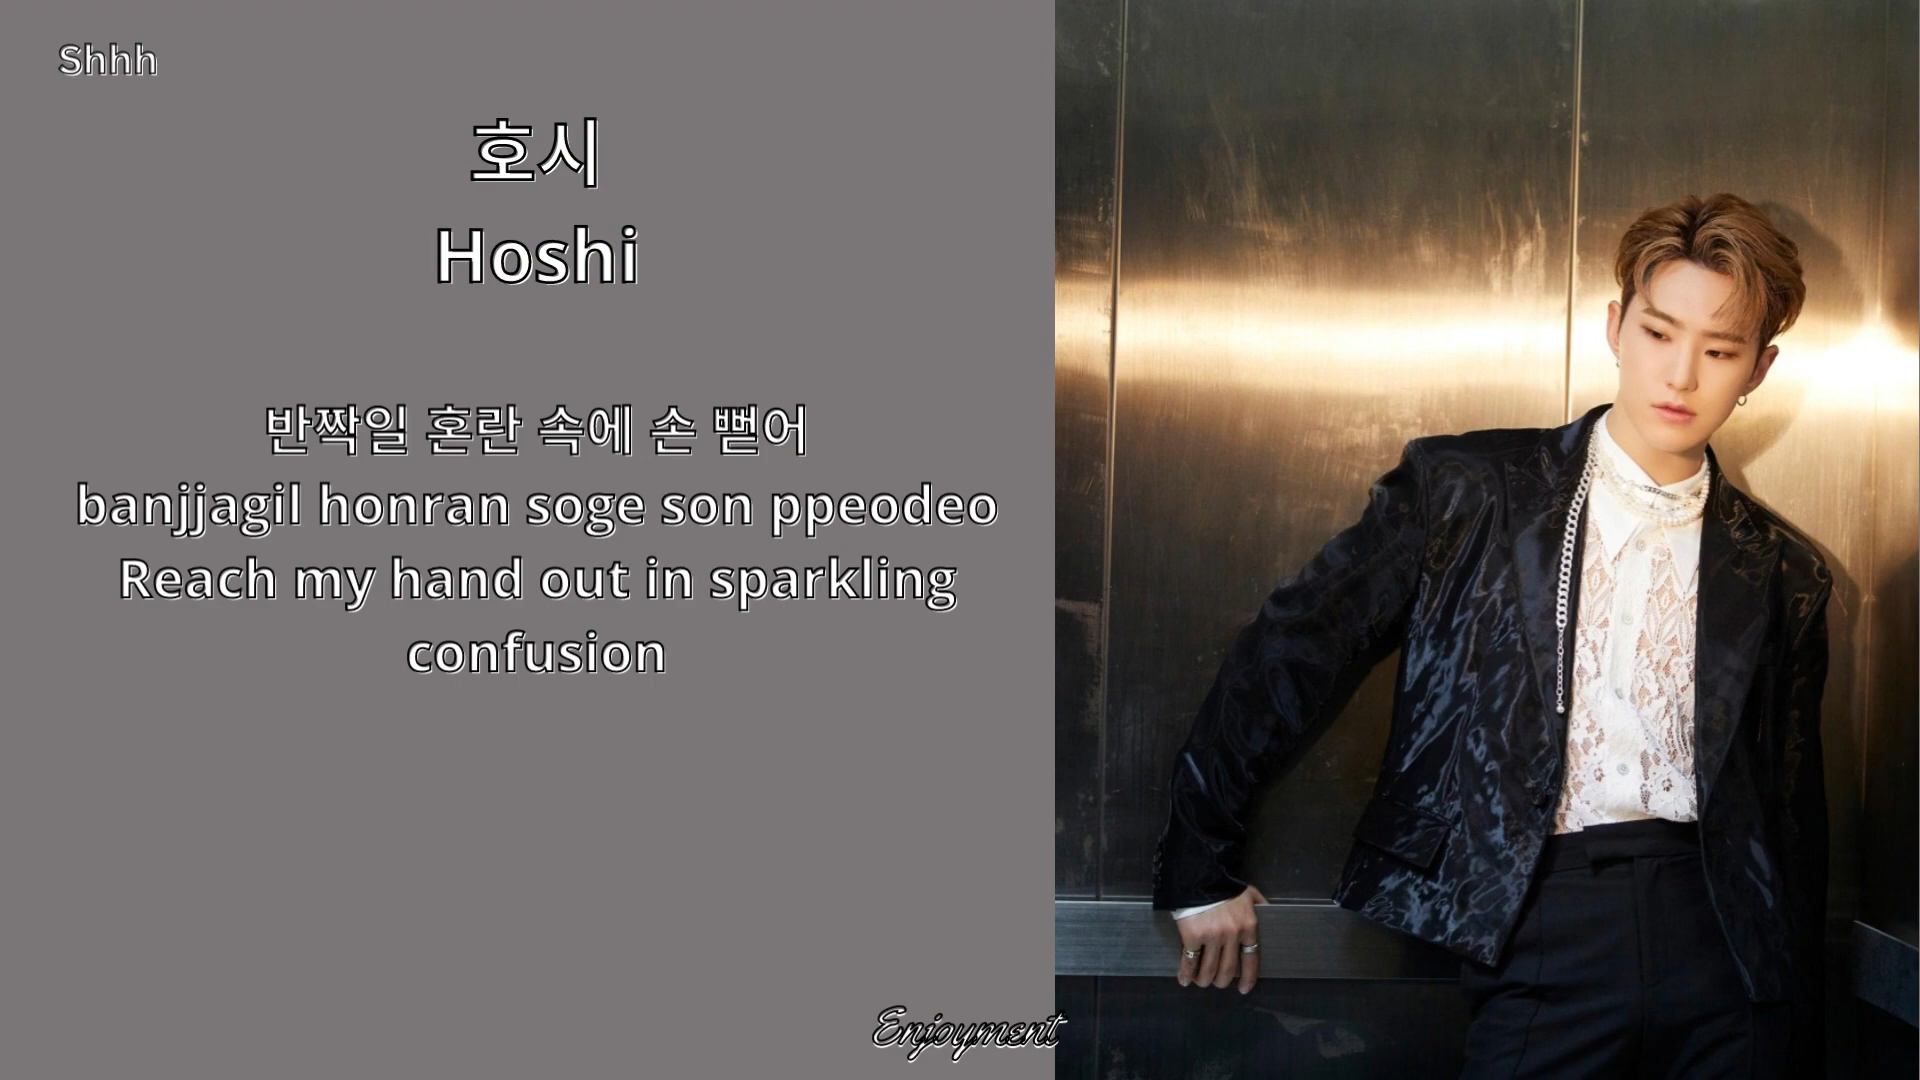 Shhh
호시
Hoshi
반짝일 혼란 속에 손 뻗어
banjjagil honran soge son ppeodeo
Reach my hand out in sparkling
confusion
Enjoyment